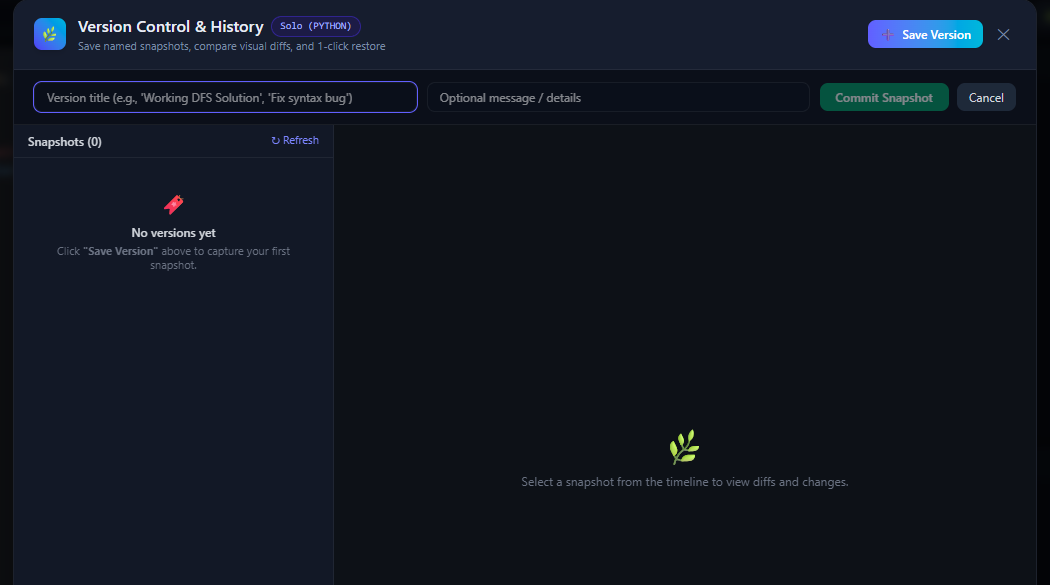 Version Control & History
Solo (PYTHON)
Save named snapshots, compare visual diffs, and 1-click restore
Save Version
Version title (e.g., 'Working DFS Solution', 'Fix syntax bug')
Optional message / details
Commit Snapshot
Cancel
Snapshots (0)
↻ Refresh
No versions yet
Click "Save Version" above to capture your first
snapshot.
Select a snapshot from the timeline to view diffs and changes.